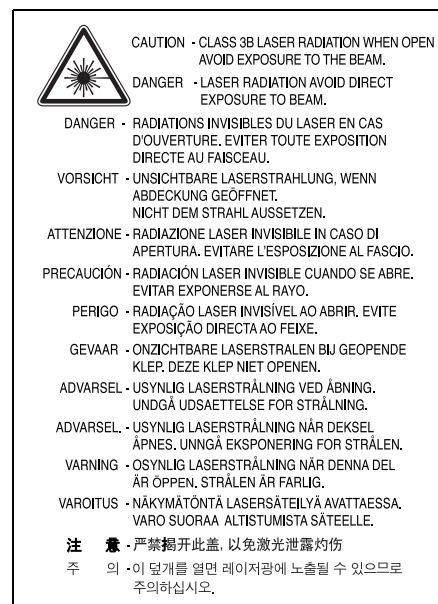 CAUTION - CLASS 3B LASER RADIATION WHEN OPEN
AVOID EXPOSURE TO THE BEAM.
DANGER - LASER RADIATION AVOID DIRECT
EXPOSURE TO BEAM.
DANGER - RADIATIONS INVISIBLES DU LASER EN CAS
D'OUVERTURE. EVITER TOUTE EXPOSITION
DIRECTE AU FAISCEAU.
VORSICHT - UNSICHTBARE LASERSTRAHLUNG, WENN
ABDECKUNG GEÖFFNET.
NICHT DEM STRAHL AUSSETZEN.
ATTENZIONE - RADIAZIONE LASER INVISIBILE IN CASO DI
APERTURA. EVITARE L'ESPOSIZIONE AL FASCIO.
PRECAUCIÓN - RADIACIÓN LASER INVISIBLE CUANDO SE ABRE.
EVITAR EXPONERSE AL RAYO.
PERIGO - RADIAÇÃO LASER INVISÍVEL AO ABRIR. EVITE
EXPOSIÇÃO DIRECTA AO FEIXE.
GEVAAR - ONZICHTBARE LASERSTRALEN BIJ GEOPENDE
KLEP. DEZE KLEP NIET OPENEN.
ADVARSEL - USYNLIG LASERSTRÅLNING VED ÅBNING.
UNDGÅ UDSAETTELSE FOR STRÅLNING.
ADVARSEL. - USYNLIG LASERSTRÅLNING NÅR DEKSEL
ÅPNES. UNNGÅ EKSPONERING FOR STRÅLEN.
VARNING - OSYNLIG LASERSTRÅLNING NÄR DENNA DEL
ÄR ÖPPEN. STRÅLEN ÄR FARLIG.
VAROITUS - NÄKYMÄTÖNTÄ LASERSÄTEILYÄ AVATTAESSA.
VARO SUORAA ALTISTUMISTA SÄTEELLE.
注 意 - 严禁揭开此盖, 以免激光泄露灼伤
주 의 - 이 덮개를 열면 레이저광에 노출될 수 있으므로
주의하십시오.